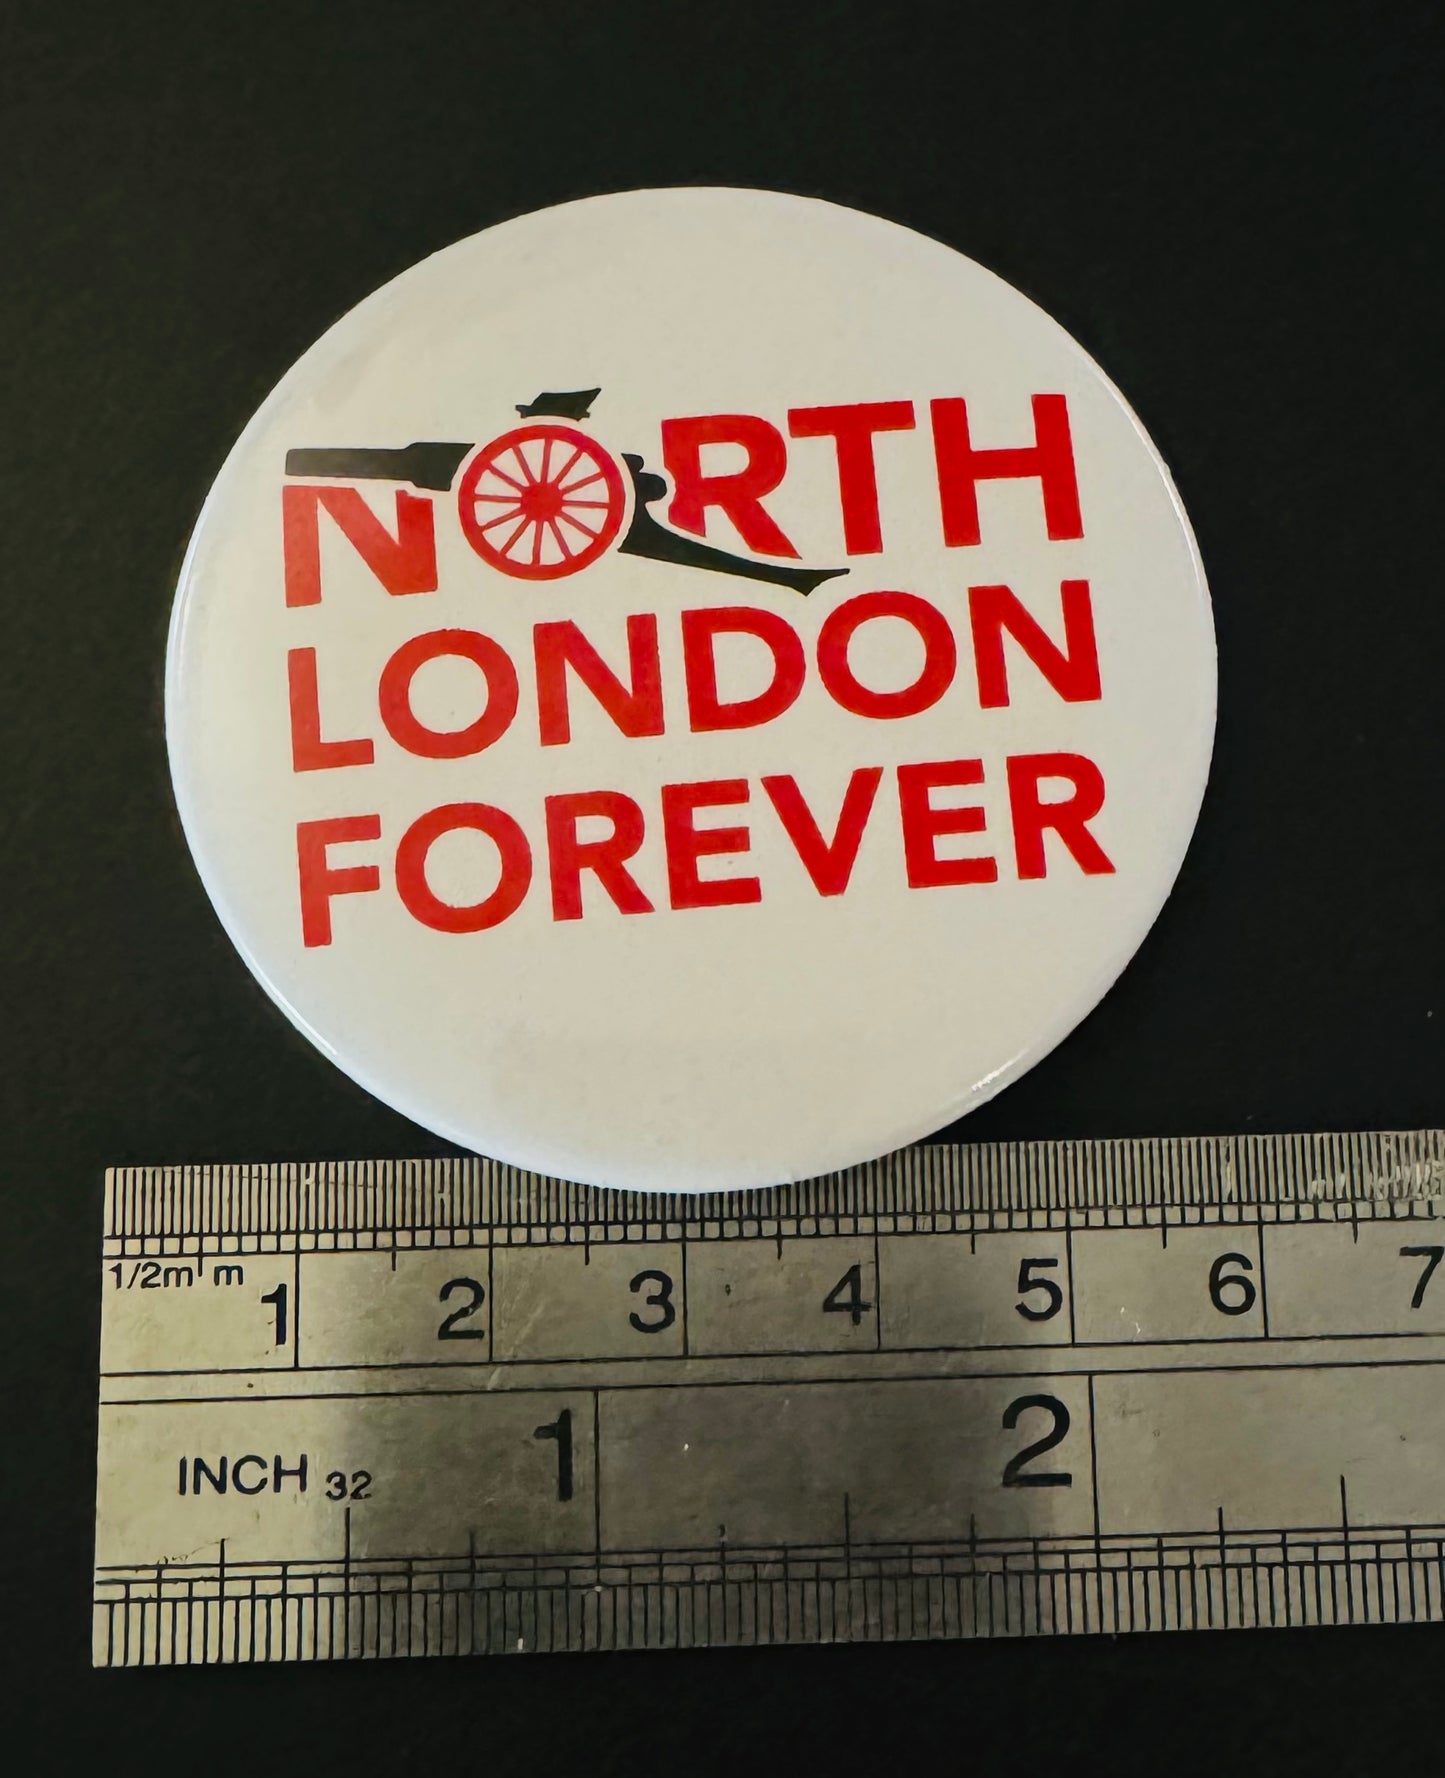 NORTH
LONDON
FOREVER
1/2m m
1 2 3 4 5 6 7
INCH 32
1 2